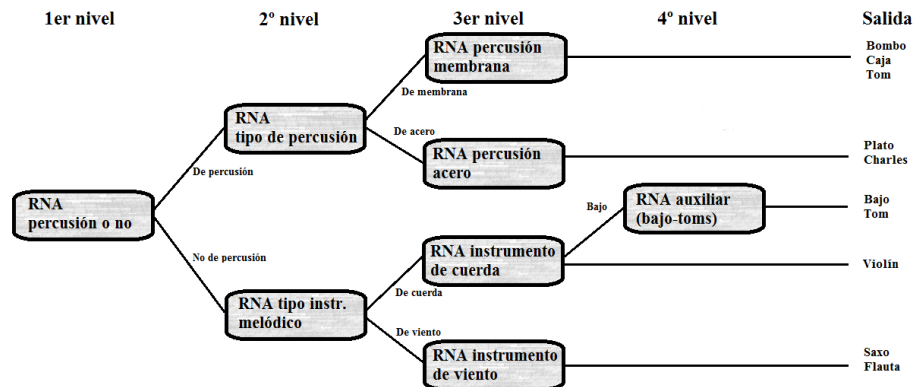 1er nivel
2º nivel
3er nivel
4º nivel
Salida
RNA percusión
membrana
Bombo
Caja
Tom
De membrana
RNA
tipo de percusión
De acero
RNA percusión
acero
Plato
Charles
De percusión
RNA
percusión o no
Bajo
RNA auxiliar
(bajo-toms)
Bajo
Tom
No de percusión
RNA instrumento
de cuerda
Violín
De cuerda
RNA tipo instr.
melódico
De viento
RNA instrumento
de viento
Saxo
Flauta